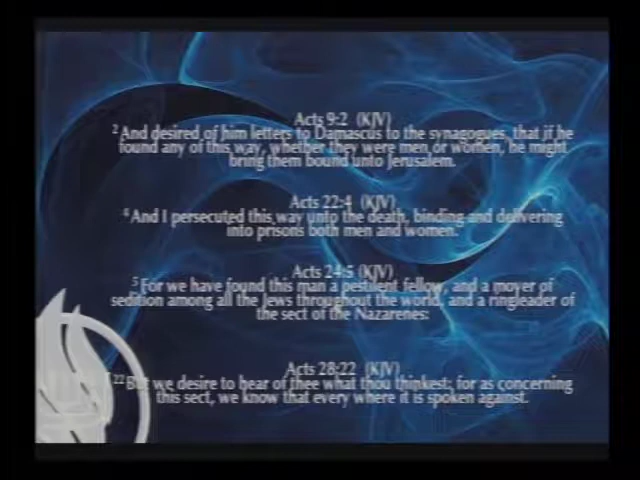 Acts 9:2 (KJV)
2 And desired of him letters to Damascus to the synagogues, that if he
found any of this way, whether they were men or women, he might
bring them bound unto Jerusalem.
Acts 22:4 (KJV)
4 And I persecuted this way unto the death, binding and delivering
into prisons both men and women.
Acts 24:5 (KJV)
5 For we have found this man a pestilent fellow, and a mover of
sedition among all the Jews throughout the world, and a ringleader of
the sect of the Nazarenes:
Acts 28:22 (KJV)
22 But we desire to hear of thee what thou thinkest: for as concerning
this sect, we know that every where it is spoken against.